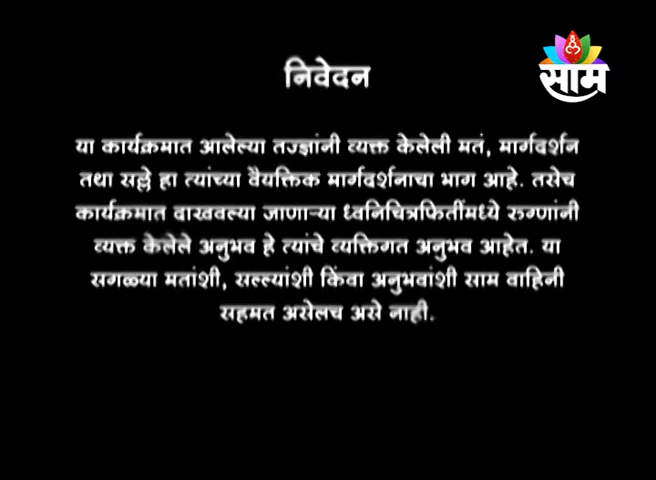 निवेदन
साम
या कार्यक्रमात आलेल्या तज्ज्ञांनी व्यक्त केलेली मतं, मार्गदर्शन
तथा सल्ले हा त्यांच्या वैयक्तिक मार्गदर्शनाचा भाग आहे. तसेच
कार्यक्रमात दाखवल्या जाणाऱ्या ध्वनिचित्रफितींमध्ये रुग्णांनी
व्यक्त केलेले अनुभव हे त्यांचे व्यक्तिगत अनुभव आहेत. या
सगळ्या मतांशी, सल्ल्यांशी किंवा अनुभवांशी साम वाहिनी
सहमत असेलच असे नाही.